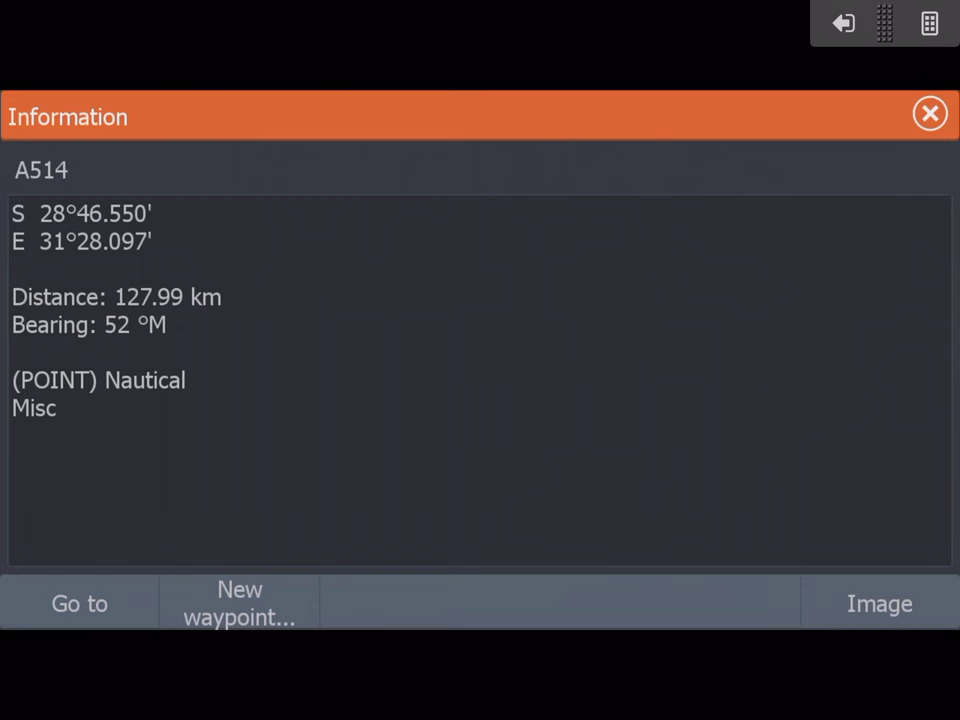 Information
A514
S 28°46.550'
E 31°28.097'
Distance: 127.99 km
Bearing: 52 °M
(POINT) Nautical
Misc
Go to
New
waypoint...
Image